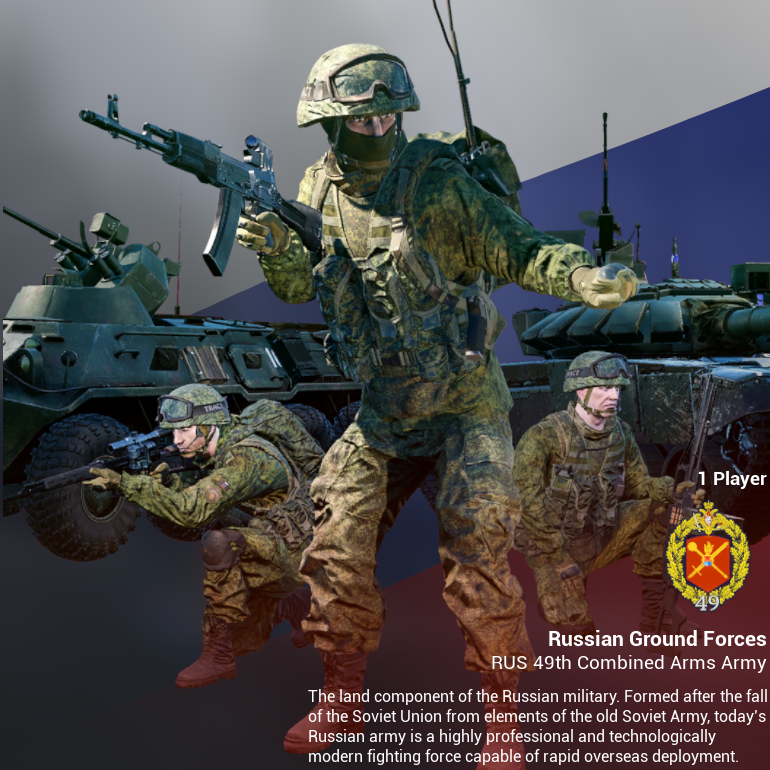 TRACT
1 Player
49
Russian Ground Forces
RUS 49th Combined Arms Army
The land component of the Russian military. Formed after the fall
of the Soviet Union from elements of the old Soviet Army, today's
Russian army is a highly professional and technologically
modern fighting force capable of rapid overseas deployment.